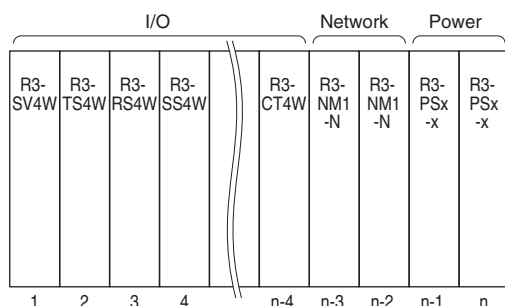 I/O Network Power
R3- R3- R3- R3- R3- R3- R3- R3- R3-
SV4W TS4W RS4W SS4W CT4W NM1 NM1 PSx PSx
-N -N -x -x
1 2 3 4 n-4 n-3 n-2 n-1 n